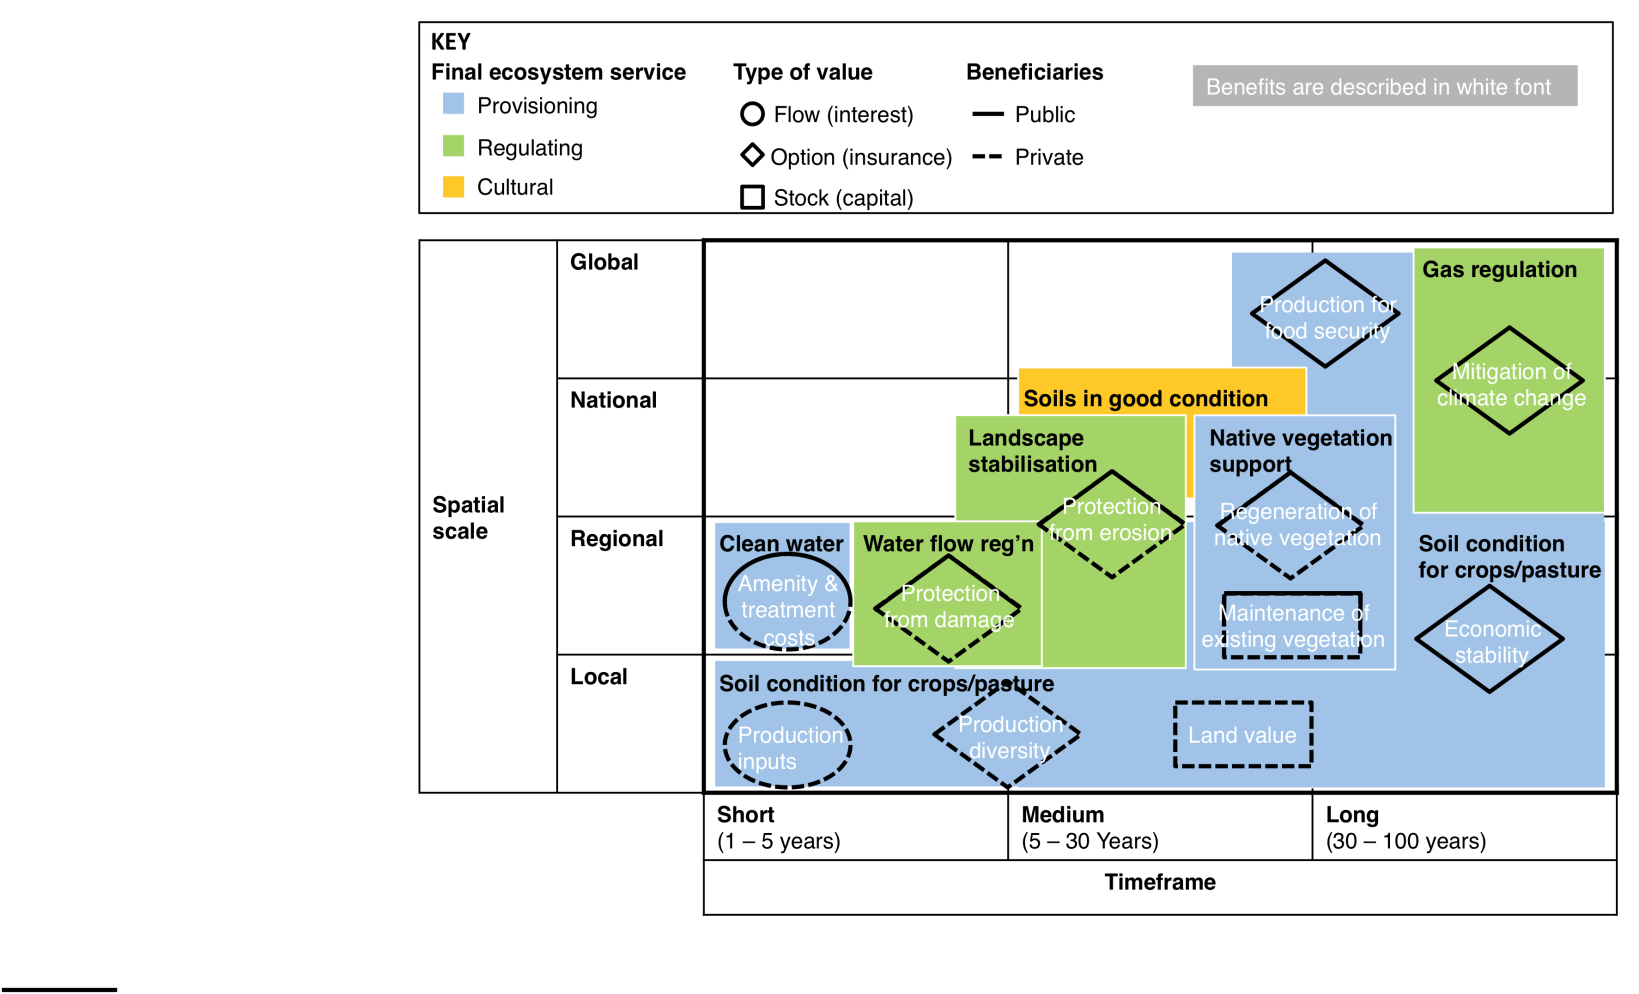 KEY
Final ecosystem service
Provisioning
Regulating
Cultural
Type of value
Flow (interest)
Option (insurance)
Stock (capital)
Beneficiaries
Public
Private
Benefits are described in white font
Spatial
scale
Global
National
Regional
Local
Production for
food security
Gas regulation
Mitigation of
climate change
Soils in good condition
Landscape
stabilisation
Protection
from erosion
Native vegetation
support
Regeneration of
native vegetation
Maintenance of
existing vegetation
Clean water
Amenity &
treatment
costs
Water flow reg’n
Protection
from damage
Soil condition
for crops/pasture
Economic
stability
Soil condition for crops/pasture
Production
inputs
Production
diversity
Land value
Short
(1 – 5 years)
Medium
(5 – 30 Years)
Long
(30 – 100 years)
Timeframe